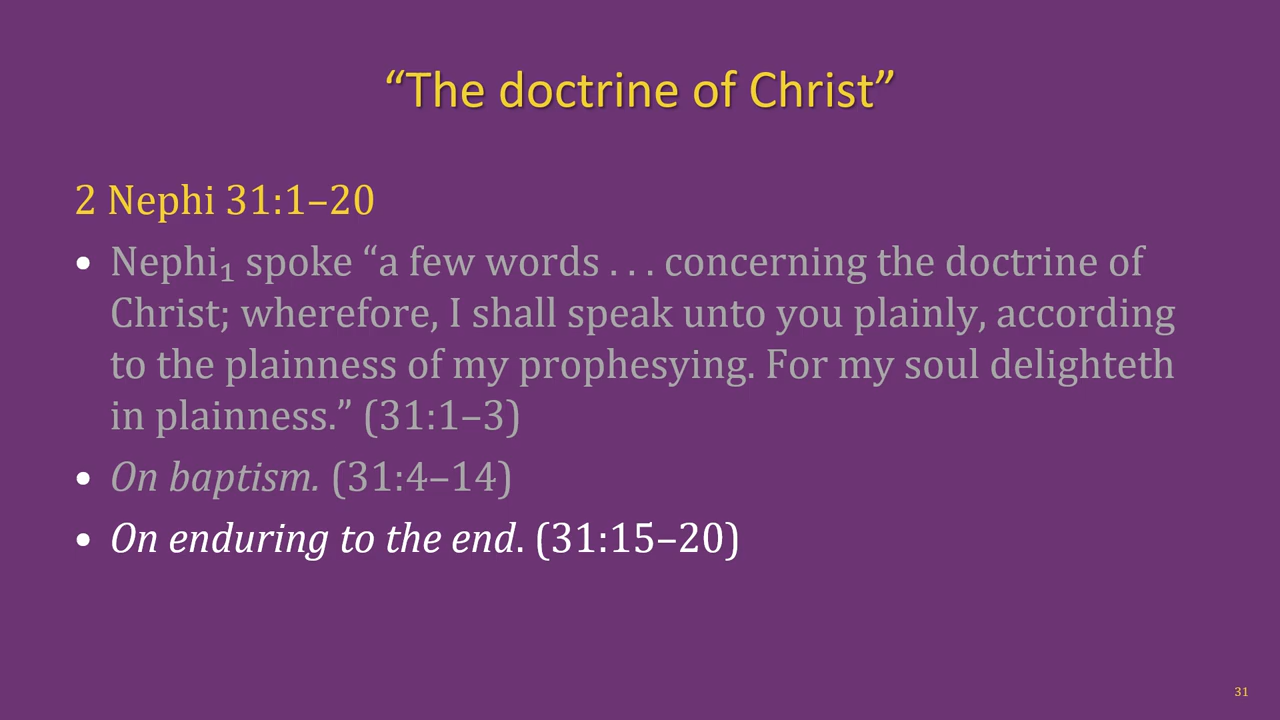 “The doctrine of Christ”
2 Nephi 31:1–20
• Nephi₁ spoke “a few words . . . concerning the doctrine of
Christ; wherefore, I shall speak unto you plainly, according
to the plainness of my prophesying. For my soul delighteth
in plainness.” (31:1–3)
• On baptism. (31:4–14)
• On enduring to the end. (31:15–20)
31